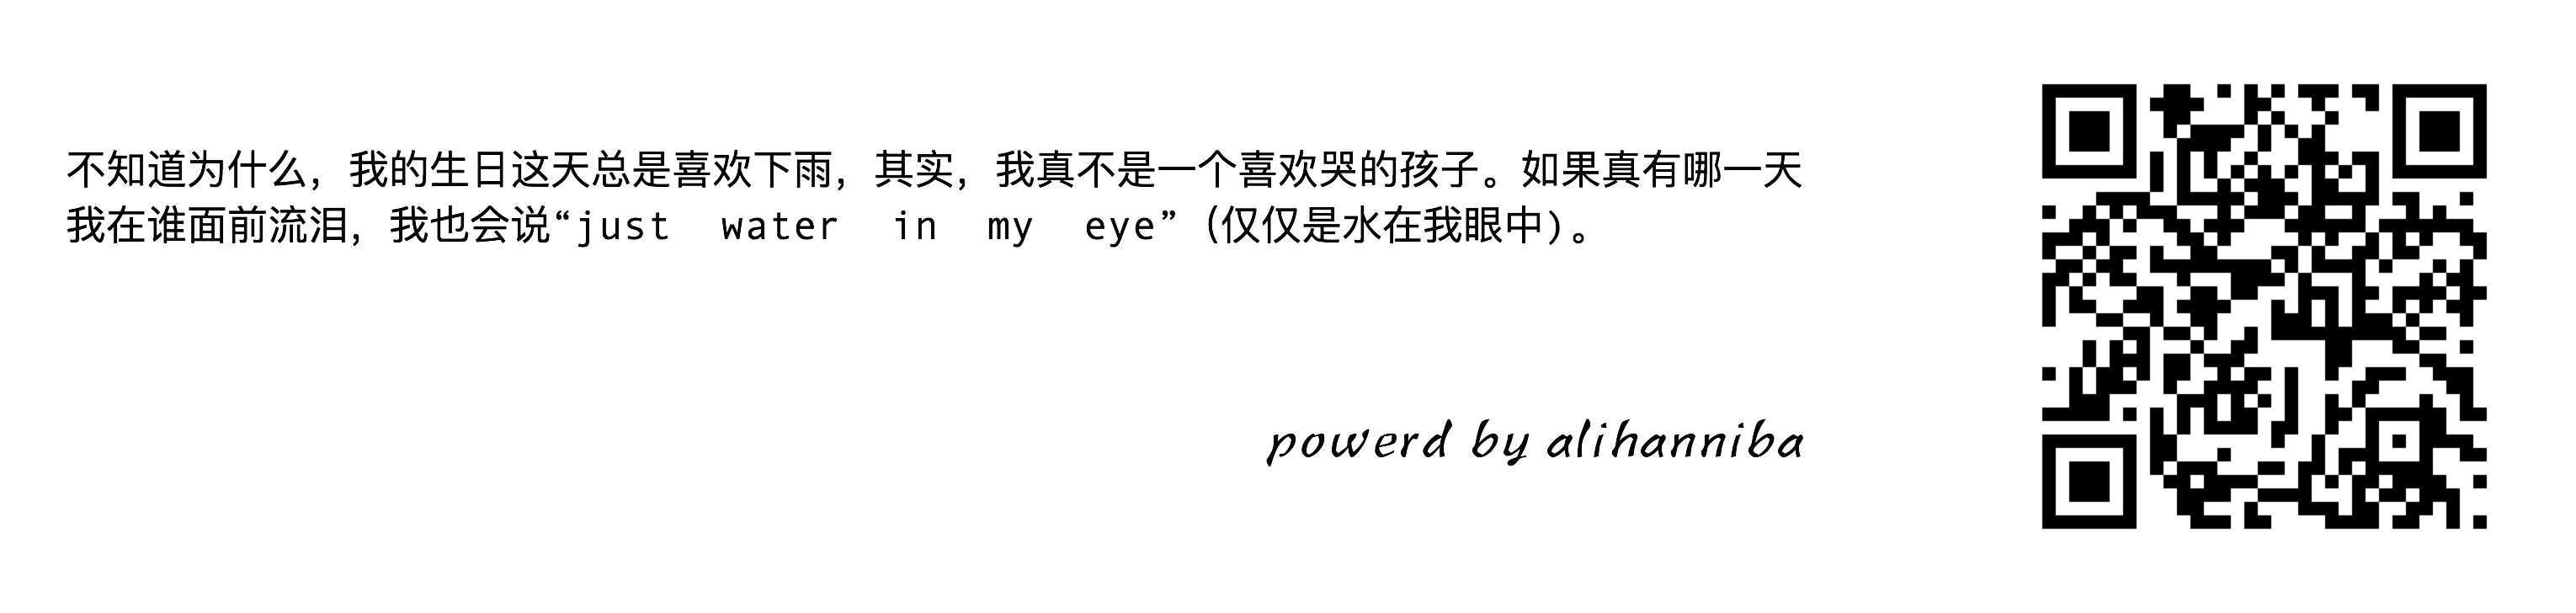 不知道为什么，我的生日这天总是喜欢下雨，其实，我真不是一个喜欢哭的孩子。如果真有哪一天
我在谁面前流泪，我也会说“just water in my eye”（仅仅是水在我眼中）。
powerd by alihanniba